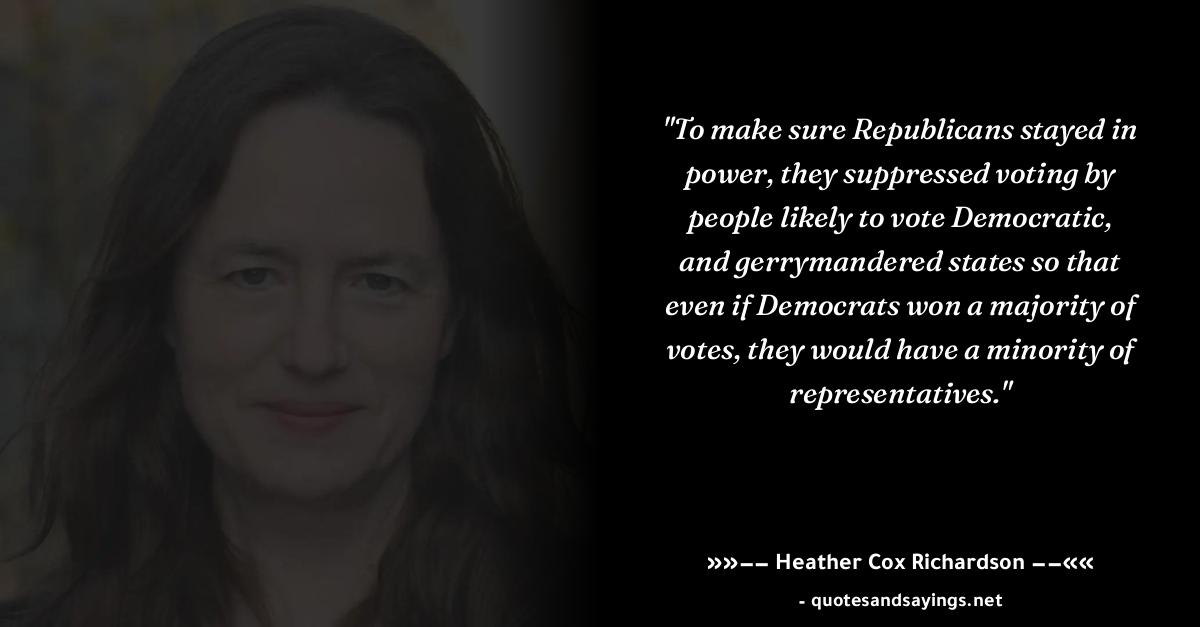 "To make sure Republicans stayed in
power, they suppressed voting by
people likely to vote Democratic,
and gerrymandered states so that
even if Democrats won a majority of
votes, they would have a minority of
representatives."
»»−− Heather Cox Richardson −−««
- quotesandsayings.net